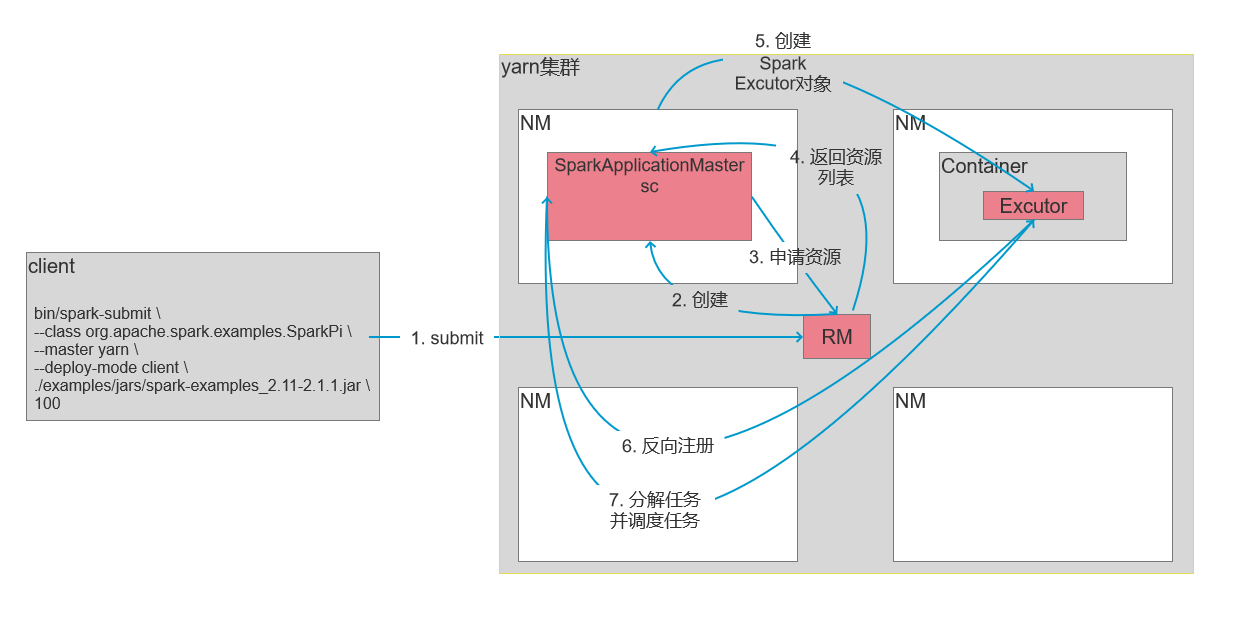 5. 创建
Spark
Excutor对象
yarn集群
NM
SparkApplicationMaster
sc
4. 返回资源
列表
NM
Container
Excutor
3. 申请资源
2. 创建
client
bin/spark-submit \
--class org.apache.spark.examples.SparkPi \
--master yarn \
--deploy-mode client \
./examples/jars/spark-examples_2.11-2.1.1.jar \
100
1. submit
RM
NM
6. 反向注册
7. 分解任务
并调度任务
NM